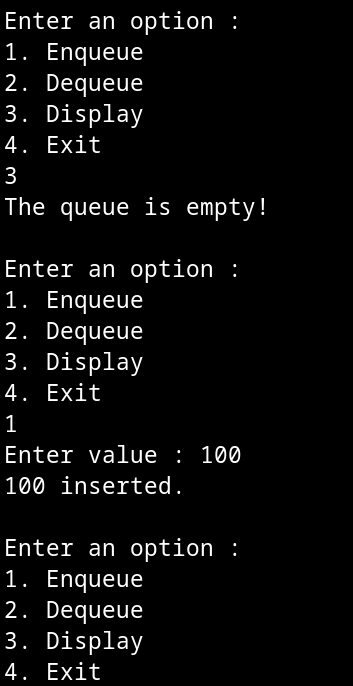 Enter an option :
1. Enqueue
2. Dequeue
3. Display
4. Exit
3
The queue is empty!

Enter an option :
1. Enqueue
2. Dequeue
3. Display
4. Exit
1
Enter value : 100
100 inserted.

Enter an option :
1. Enqueue
2. Dequeue
3. Display
4. Exit